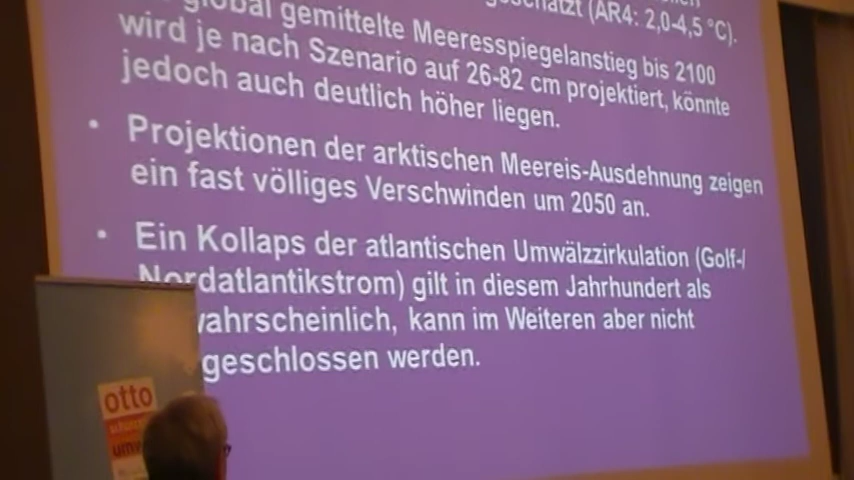 (AR4: 2,0-4,5 °C).
global gemittelte Meeresspiegelanstieg bis 2100
wird je nach Szenario auf 26-82 cm projektiert, könnte
jedoch auch deutlich höher liegen.
• Projektionen der arktischen Meereis-Ausdehnung zeigen
ein fast völliges Verschwinden um 2050 an.
• Ein Kollaps der atlantischen Umwälzzirkulation (Golf-/
Nordatlantikstrom) gilt in diesem Jahrhundert als
wahrscheinlich, kann im Weiteren aber nicht
geschlossen werden.
otto